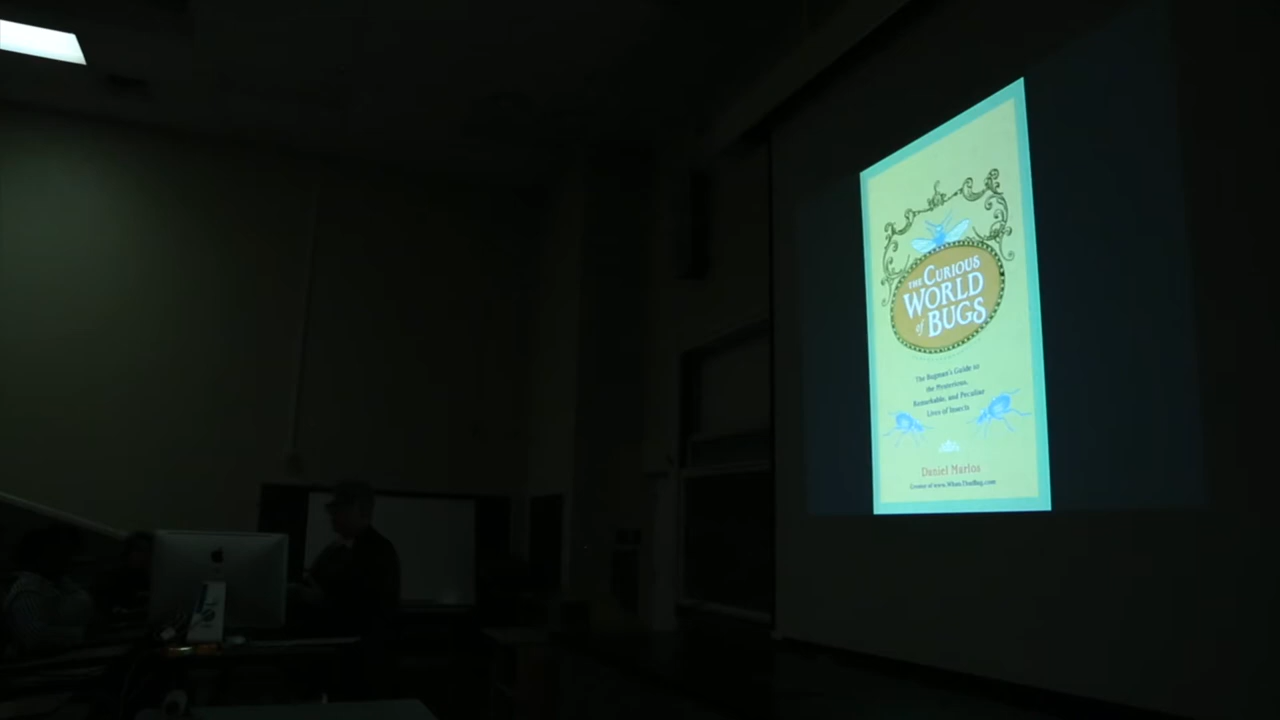 THE CURIOUS
WORLD
of BUGS
The Bugman's Guide to
the Mysterious,
Remarkable, and Peculiar
Lives of Insects
Daniel Marlos
Creator of www.WhatsThatBug.com